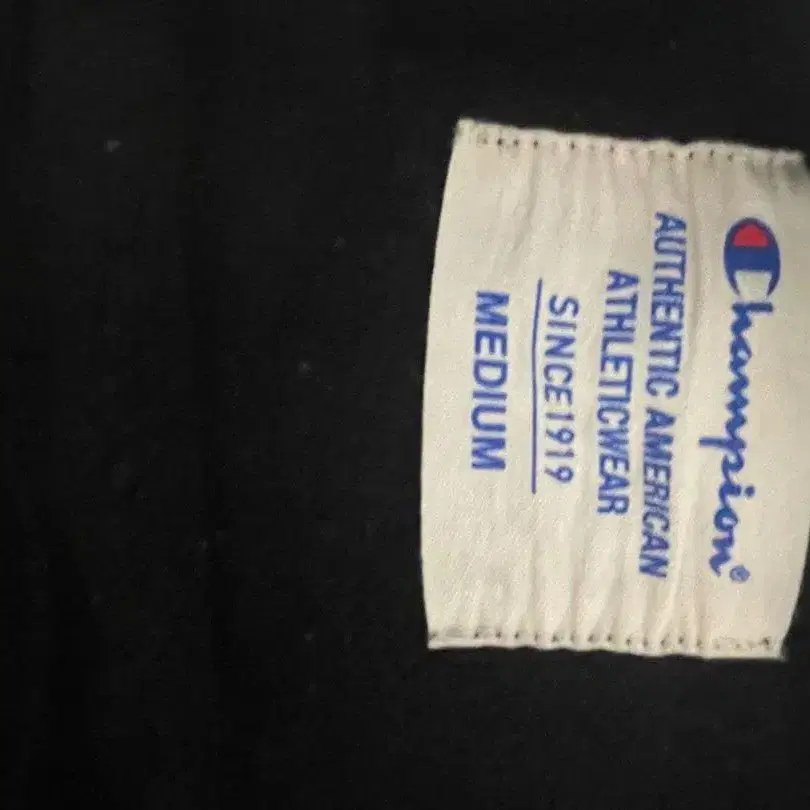 Champion®
AUTHENTIC AMERICAN
ATHLETICWEAR
SINCE 1919
MEDIUM